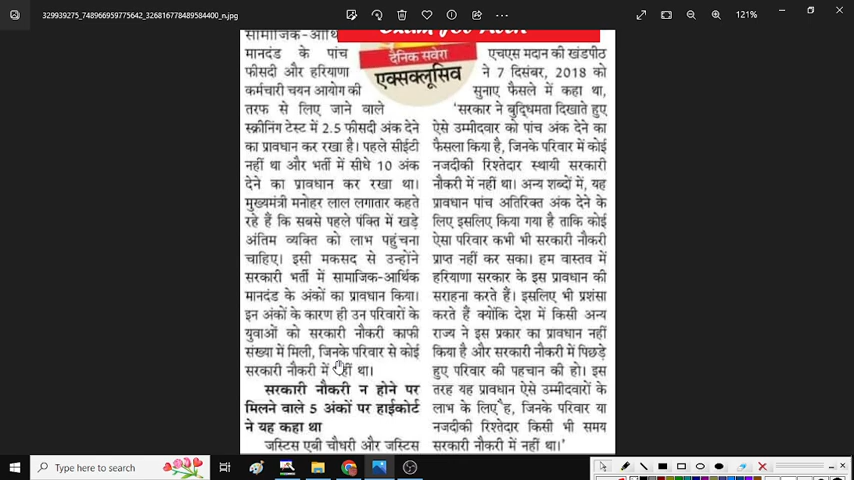 329939275_748966959775642_326816778489584400_n.jpg
121%
दैनिक सवेरा
एक्सक्लूसिव
सामाजिक-आर्थि
मानदंड के पांच
फीसदी और हरियाणा
कर्मचारी चयन आयोग की
तरफ से लिए जाने वाले
स्क्रीनिंग टेस्ट में 2.5 फीसदी अंक देने
का प्रावधान कर रखा है। पहले सीईटी
नहीं था और भर्ती में सीधे 10 अंक
देने का प्रावधान कर रखा था।
मुख्यमंत्री मनोहर लाल लगातार कहते
रहे हैं कि सबसे पहले पंक्ति में खड़े
अंतिम व्यक्ति को लाभ पहुंचना
चाहिए। इसी मकसद से उन्होंने
सरकारी भर्ती में सामाजिक-आर्थिक
मानदंड के अंकों का प्रावधान किया।
इन अंकों के कारण ही उन परिवारों के
युवाओं को सरकारी नौकरी काफी
संख्या में मिली, जिनके परिवार से कोई
सरकारी नौकरी में नहीं था।
सरकारी नौकरी न होने पर
मिलने वाले 5 अंकों पर हाईकोर्ट
ने यह कहा था
जस्टिस एबी चौधरी और जस्टिस
एचएस मदान की खंडपीठ
ने 7 दिसंबर, 2018 को
सुनाए फैसले में कहा था,
'सरकार ने बुद्धिमता दिखाते हुए
ऐसे उम्मीदवार को पांच अंक देने का
फैसला किया है, जिनके परिवार में कोई
नजदीकी रिश्तेदार स्थायी सरकारी
नौकरी में नहीं था। अन्य शब्दों में, यह
प्रावधान पांच अतिरिक्त अंक देने के
लिए इसलिए किया गया है ताकि कोई
ऐसा परिवार कभी भी सरकारी नौकरी
प्राप्त नहीं कर सका। हम वास्तव में
हरियाणा सरकार के इस प्रावधान की
सराहना करते हैं। इसलिए भी प्रशंसा
करते हैं क्योंकि देश में किसी अन्य
राज्य ने इस प्रकार का प्रावधान नहीं
किया है और सरकारी नौकरी में पिछड़े
हुए परिवार की पहचान की हो। इस
तरह यह प्रावधान ऐसे उम्मीदवारों के
लाभ के लिए है, जिनके परिवार या
नजदीकी रिश्तेदार किसी भी समय
सरकारी नौकरी में नहीं था।'
Type here to search